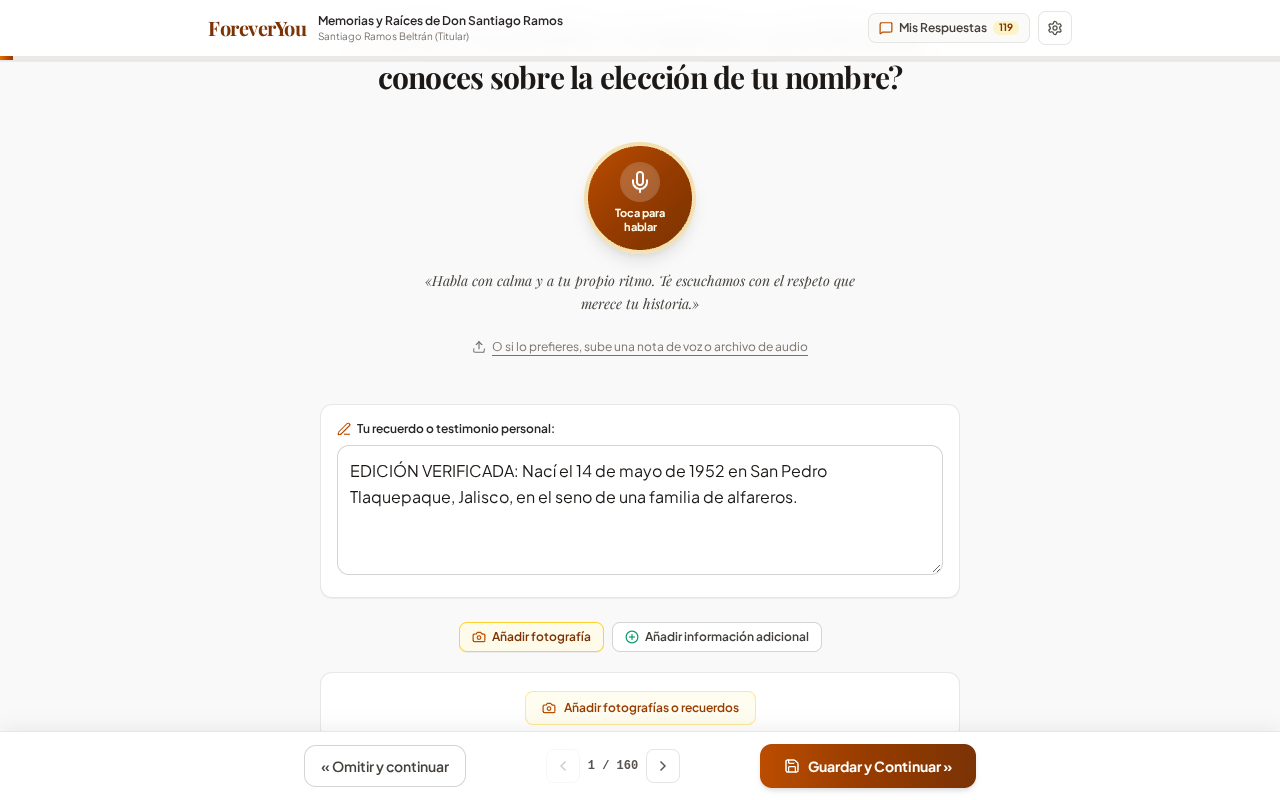 ForeverYou
Memorias y Raíces de Don Santiago Ramos
Santiago Ramos Beltrán (Titular)
Mis Respuestas 119
conoces sobre la elección de tu nombre?
Toca para
hablar
«Habla con calma y a tu propio ritmo. Te escuchamos con el respeto que
merece tu historia.»
O si lo prefieres, sube una nota de voz o archivo de audio
Tu recuerdo o testimonio personal:
EDICIÓN VERIFICADA: Nací el 14 de mayo de 1952 en San Pedro
Tlaquepaque, Jalisco, en el seno de una familia de alfareros.
Añadir fotografía
Añadir información adicional
Añadir fotografías o recuerdos
« Omitir y continuar
1 / 160
Guardar y Continuar »